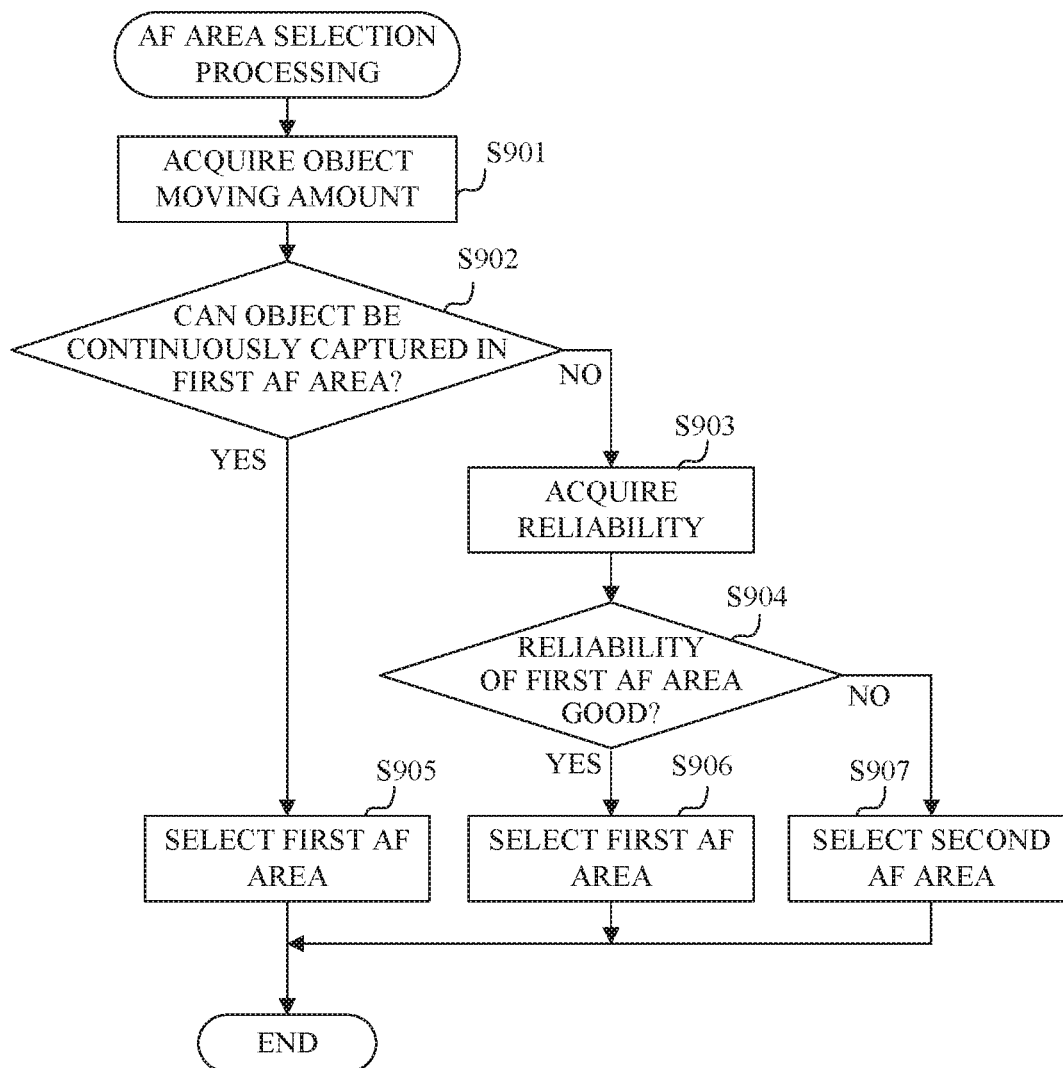 AF AREA SELECTION
PROCESSING
S901
ACQUIRE OBJECT
MOVING AMOUNT
S902
CAN OBJECT BE
CONTINUOUSLY CAPTURED IN
FIRST AF AREA?
NO
YES
S903
ACQUIRE
RELIABILITY
S904
RELIABILITY
OF FIRST AF AREA
GOOD?
NO
YES
S905
SELECT FIRST AF
AREA
S906
SELECT FIRST AF
AREA
S907
SELECT SECOND
AF AREA
END